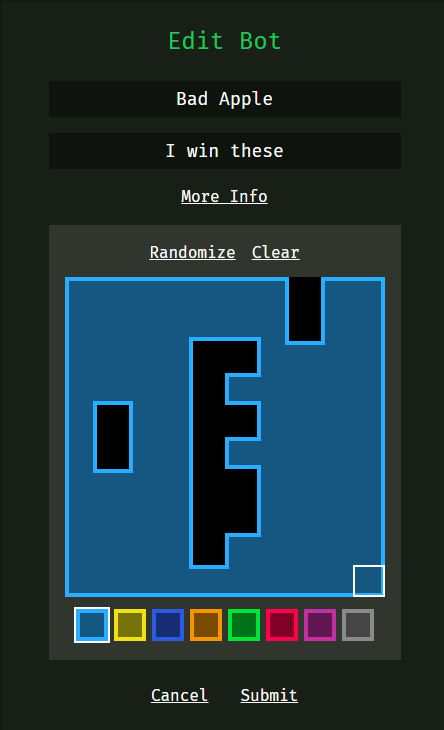 Edit Bot
Bad Apple
I win these
More Info
Randomize Clear
Cancel Submit